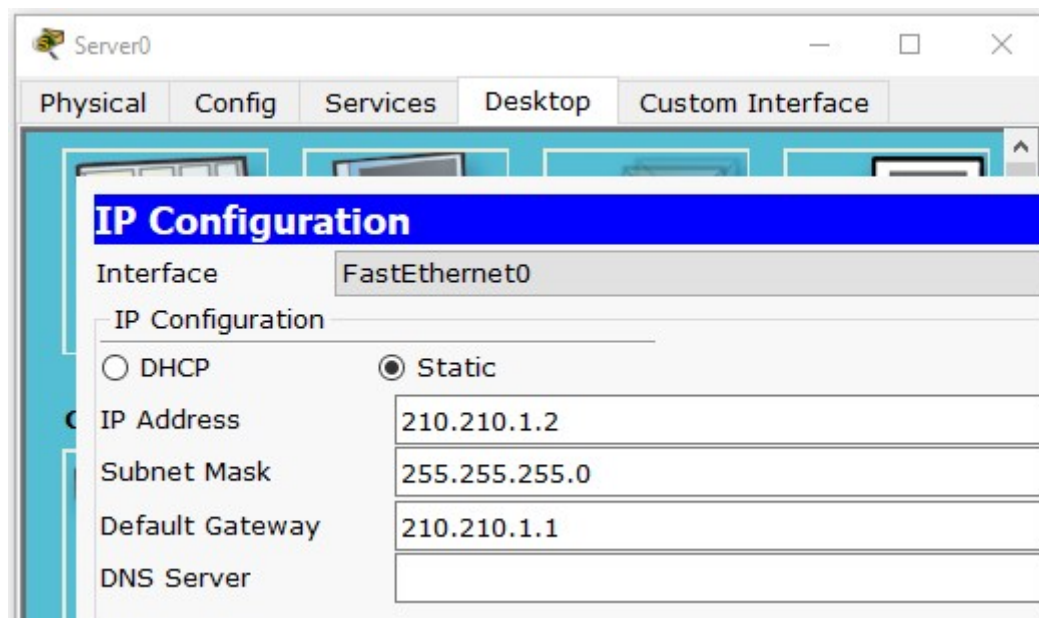 Server0
Physical Config Services Desktop Custom Interface
IP Configuration
Interface FastEthernet0
IP Configuration
DHCP Static
IP Address 210.210.1.2
Subnet Mask 255.255.255.0
Default Gateway 210.210.1.1
DNS Server